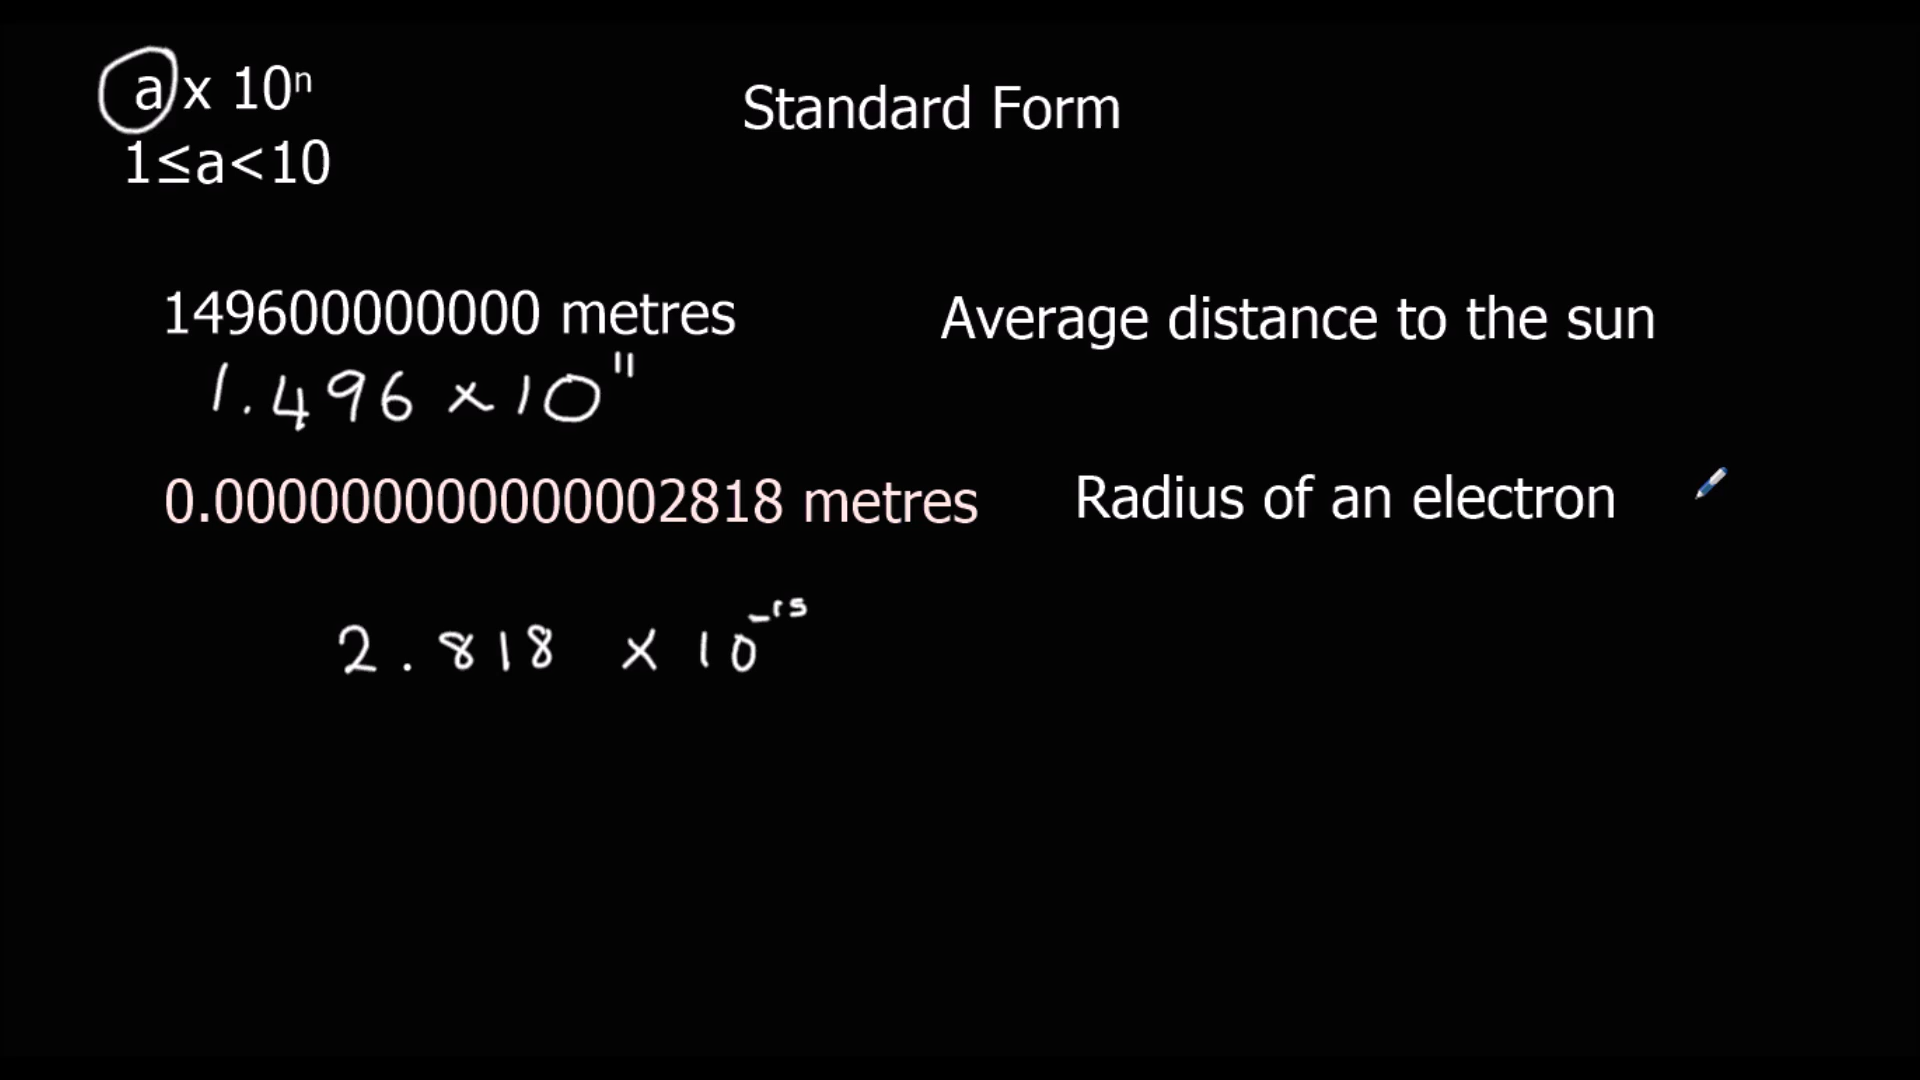 a x 10ⁿ
Standard Form
1≤a<10
149600000000 metres Average distance to the sun
1.496 x 10¹¹
0.000000000000002818 metres Radius of an electron
2.818 x 10⁻¹⁵